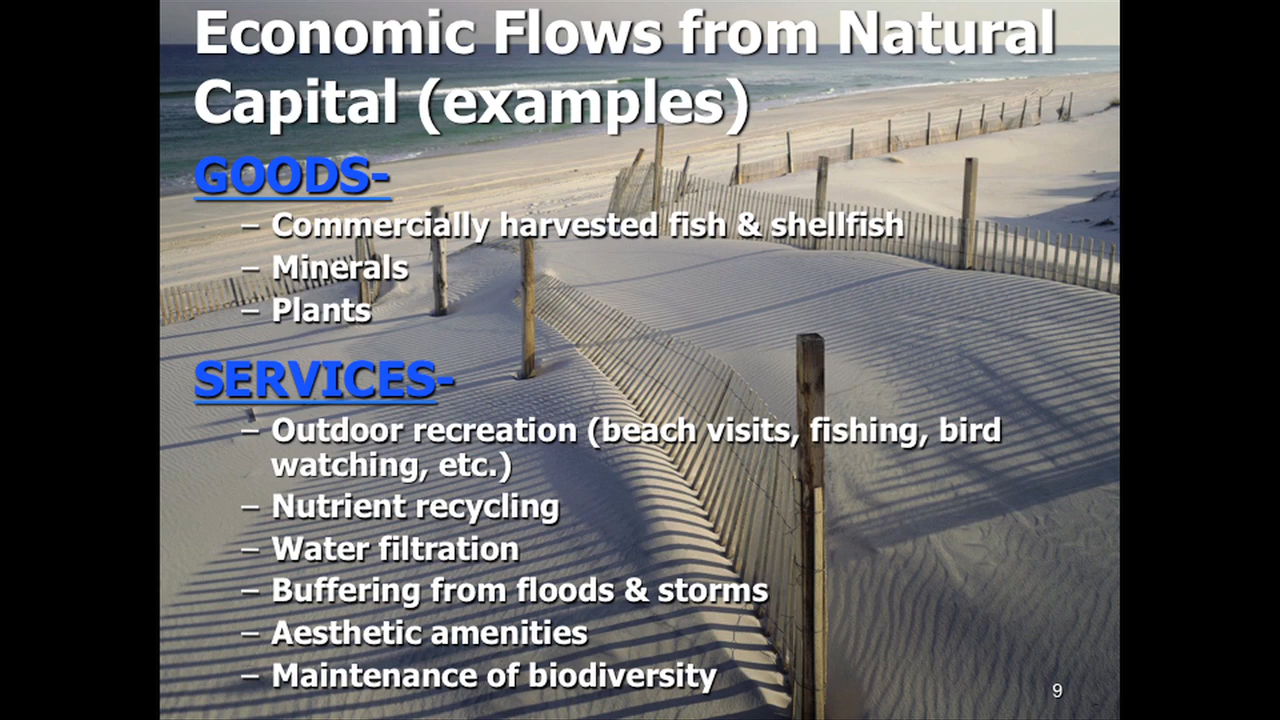 Economic Flows from Natural
Capital (examples)
GOODS-
– Commercially harvested fish & shellfish
– Minerals
– Plants
SERVICES-
– Outdoor recreation (beach visits, fishing, bird
watching, etc.)
– Nutrient recycling
– Water filtration
– Buffering from floods & storms
– Aesthetic amenities
– Maintenance of biodiversity
9